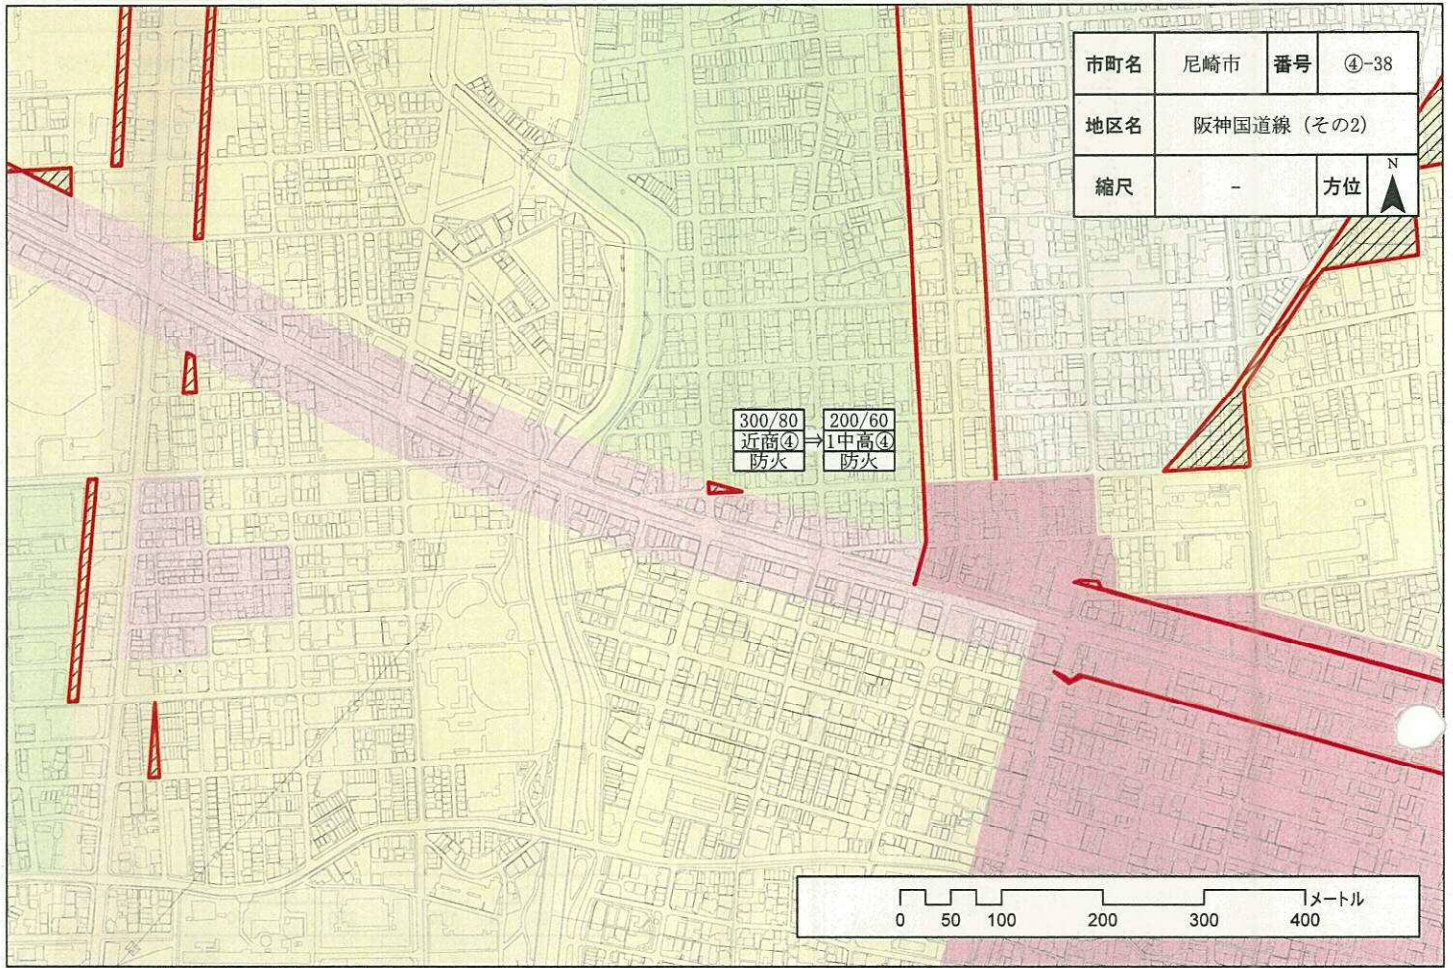 市町名 尼崎市 番号 ④-38
地区名 阪神国道線（その2）
縮尺 - 方位 N
300/80 200/60
近商④ ⇒ 1中高④
防火 防火
メートル
0 50 100 200 300 400